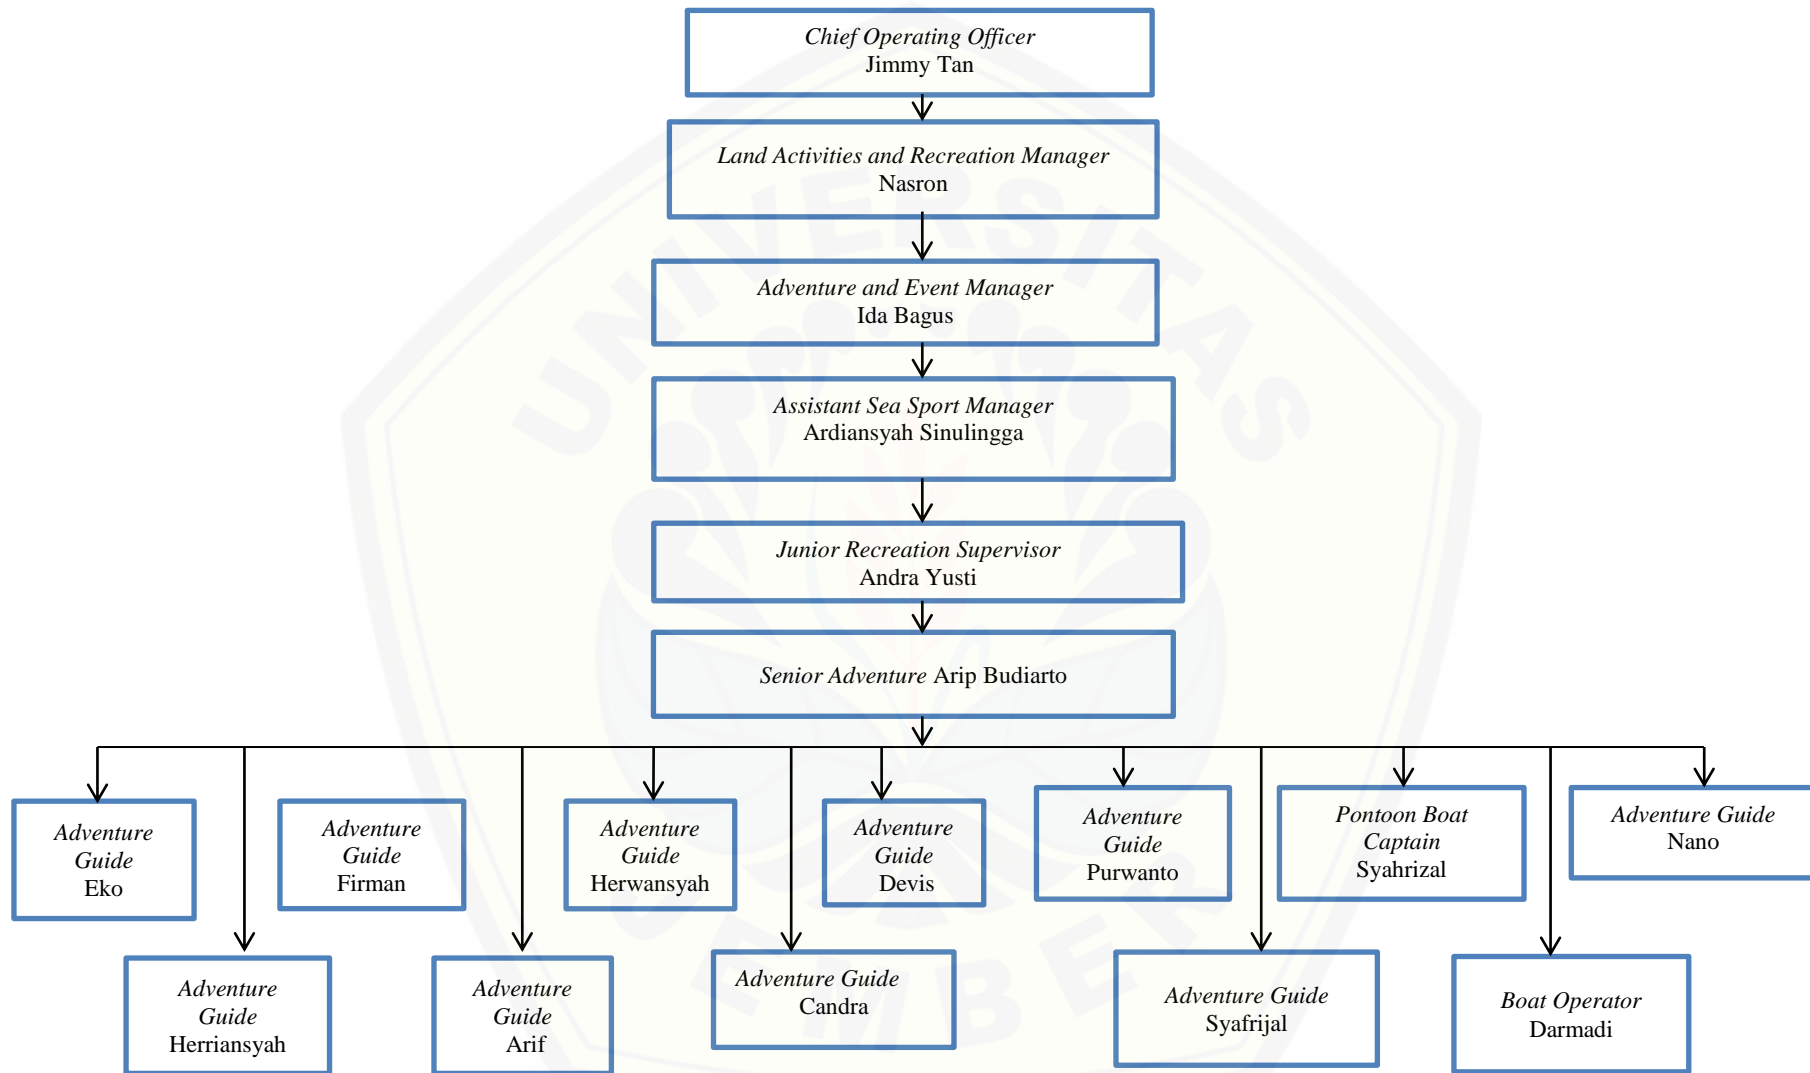 Chief Operating Officer
Jimmy Tan
Land Activities and Recreation Manager
Nasron
Adventure and Event Manager
Ida Bagus
Assistant Sea Sport Manager
Ardiansyah Sinulingga
Junior Recreation Supervisor
Andra Yusti
Senior Adventure Arip Budiarto
Adventure
Guide
Eko
Adventure
Guide
Firman
Adventure
Guide
Herwansyah
Adventure
Guide
Devis
Adventure
Guide
Purwanto
Pontoon Boat
Captain
Syahrizal
Adventure Guide
Nano
Adventure
Guide
Herriansyah
Adventure
Guide
Arif
Adventure Guide
Candra
Adventure Guide
Syafrijal
Boat Operator
Darmadi
UNIVERSITAS
JEMBER